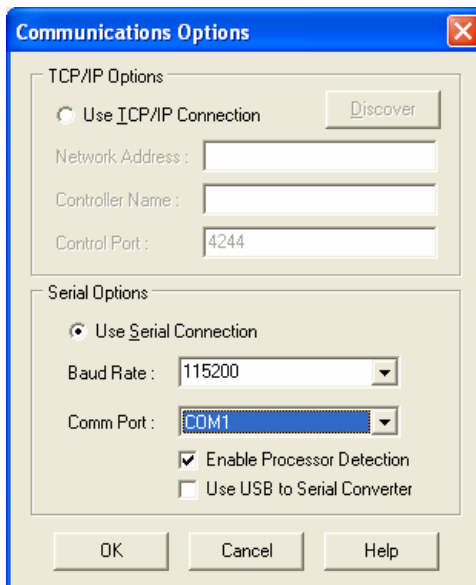 Communications Options
TCP/IP Options
Use TCP/IP Connection
Discover
Network Address :
Controller Name :
Control Port :
4244
Serial Options
Use Serial Connection
Baud Rate :
115200
Comm Port :
COM1
Enable Processor Detection
Use USB to Serial Converter
OK
Cancel
Help